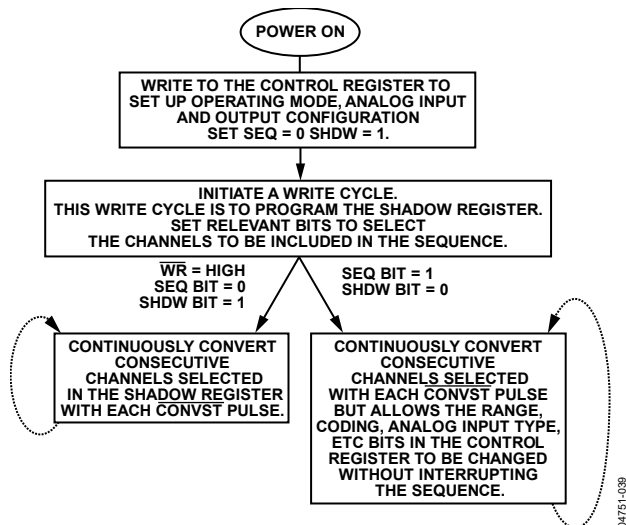 POWER ON
WRITE TO THE CONTROL REGISTER TO
SET UP OPERATING MODE, ANALOG INPUT
AND OUTPUT CONFIGURATION
SET SEQ = 0 SHDW = 1.
INITIATE A WRITE CYCLE.
THIS WRITE CYCLE IS TO PROGRAM THE SHADOW REGISTER.
SET RELEVANT BITS TO SELECT
THE CHANNELS TO BE INCLUDED IN THE SEQUENCE.
WR = HIGH
SEQ BIT = 0
SHDW BIT = 1
SEQ BIT = 1
SHDW BIT = 0
CONTINUOUSLY CONVERT
CONSECUTIVE
CHANNELS SELECTED
IN THE SHADOW REGISTER
WITH EACH CONVST PULSE.
CONTINUOUSLY CONVERT
CONSECUTIVE
CHANNELS SELECTED
WITH EACH CONVST PULSE
BUT ALLOWS THE RANGE,
CODING, ANALOG INPUT TYPE,
ETC BITS IN THE CONTROL
REGISTER TO BE CHANGED
WITHOUT INTERRUPTING
THE SEQUENCE.
04751-039